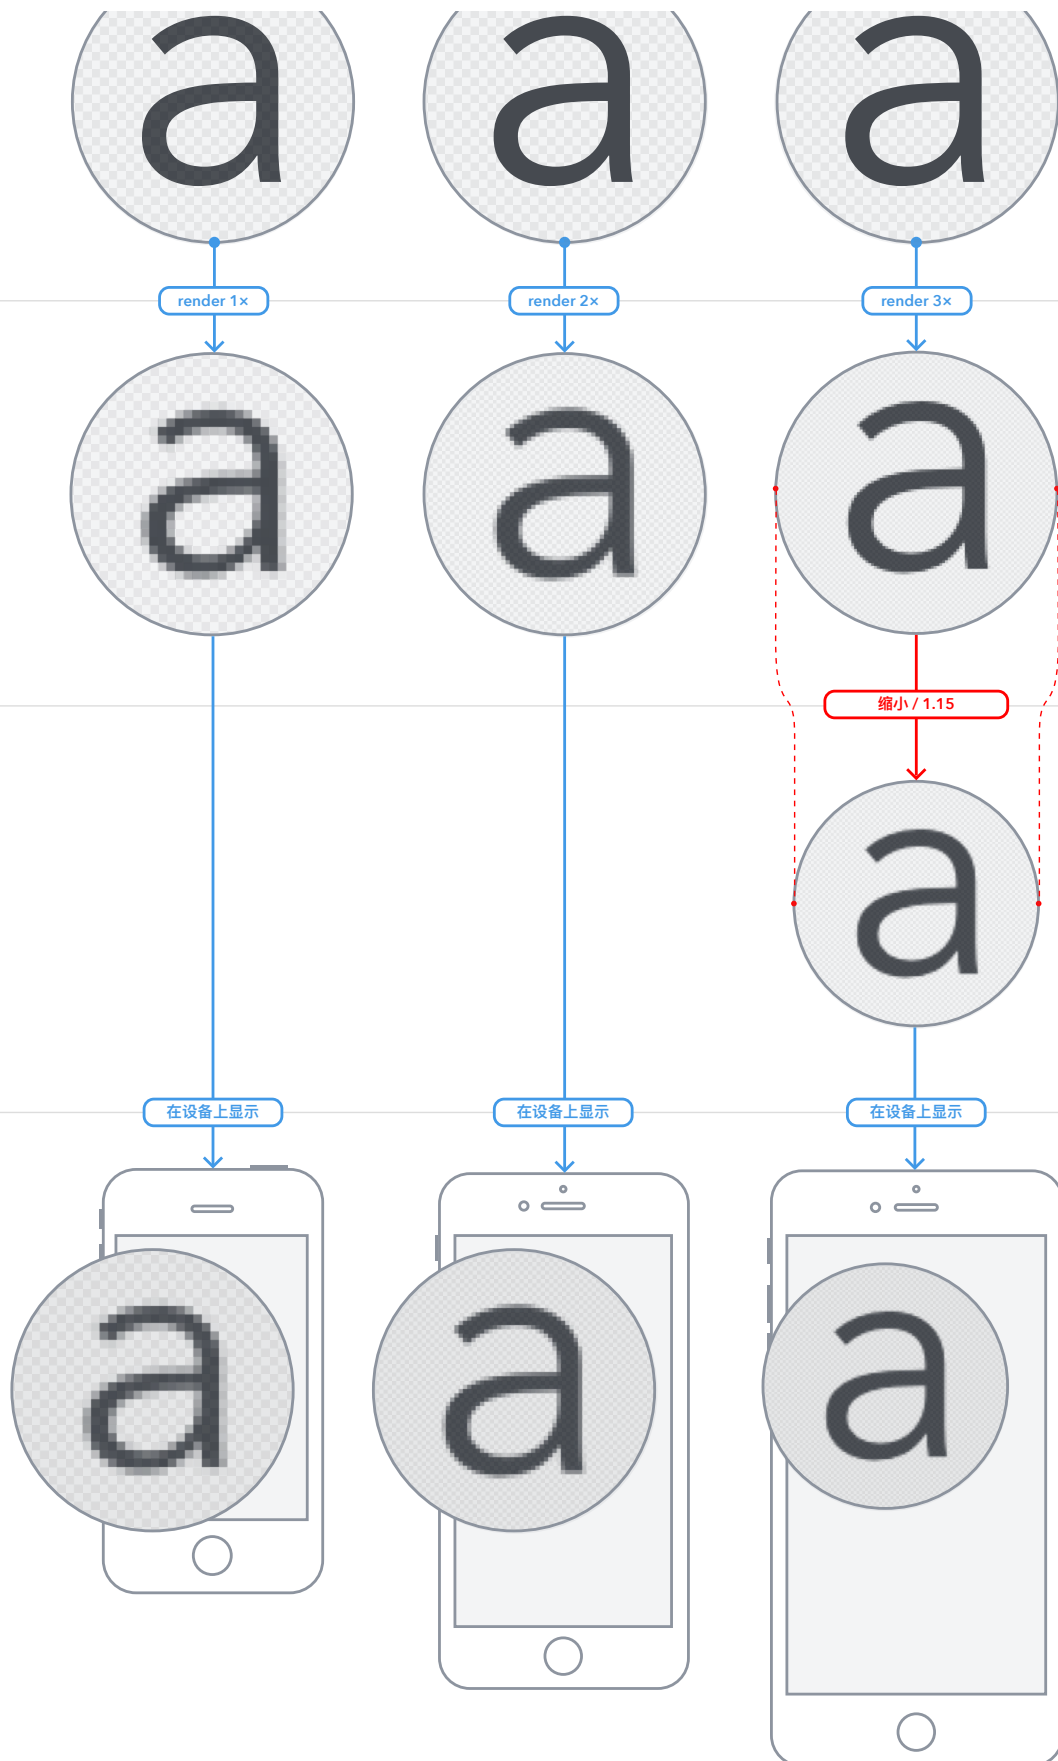 a a a
render 1× render 2× render 3×
a a a
缩小 / 1.15
a
在设备上显示 在设备上显示 在设备上显示
a a a